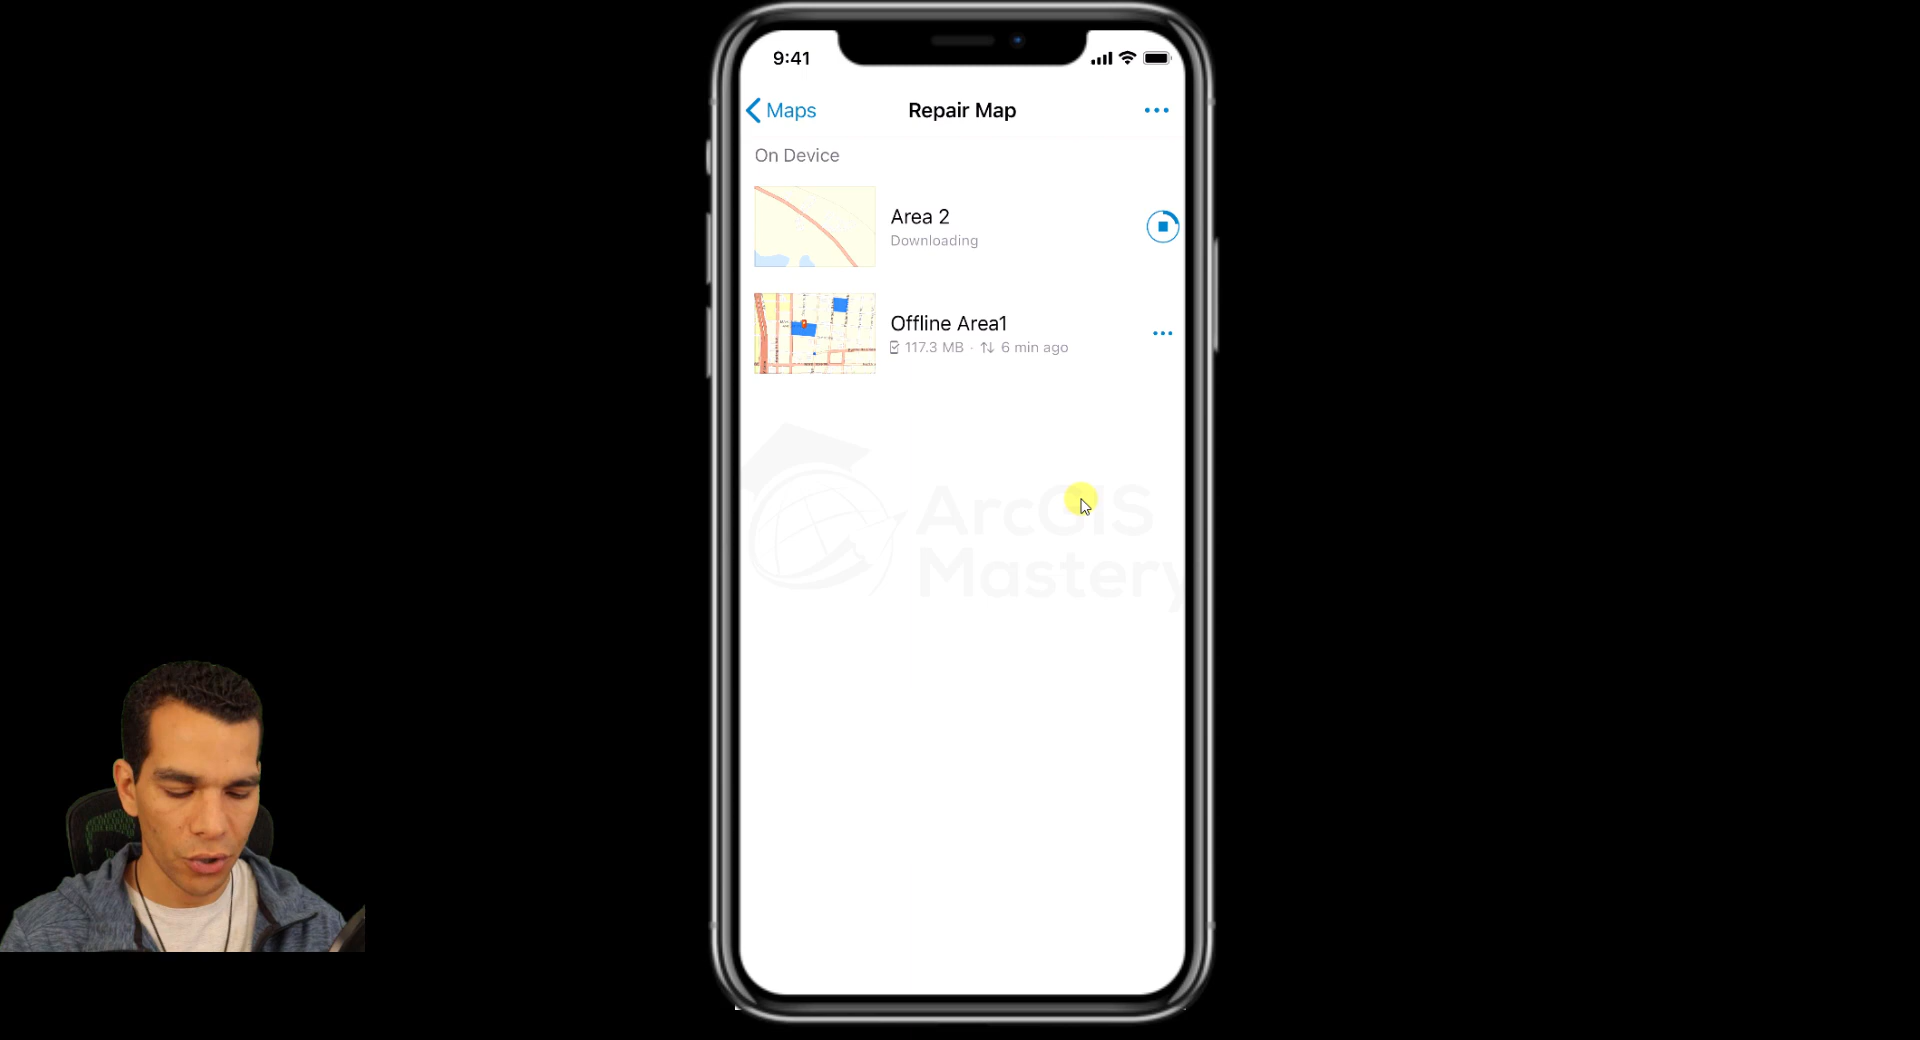 9:41
Maps
Repair Map
On Device
Area 2
Downloading
Offline Area1
117.3 MB · 6 min ago
ArcGIS
Mastery